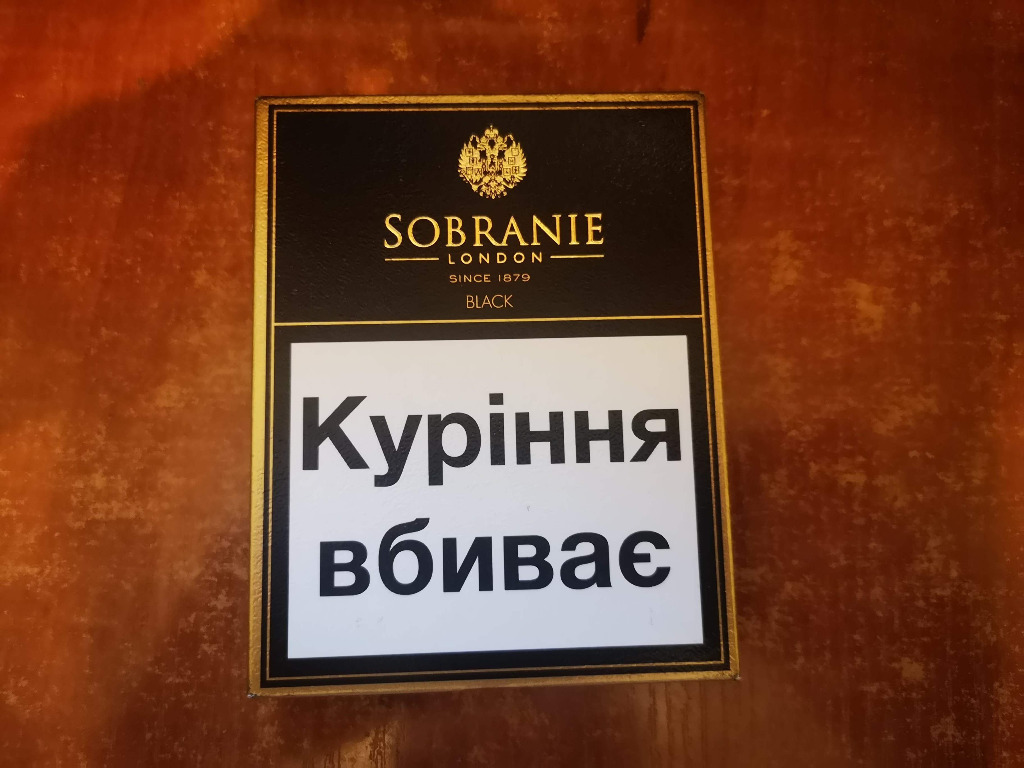 SOBRANIE
LONDON
SINCE 1879
BLACK
Куріння
вбиває